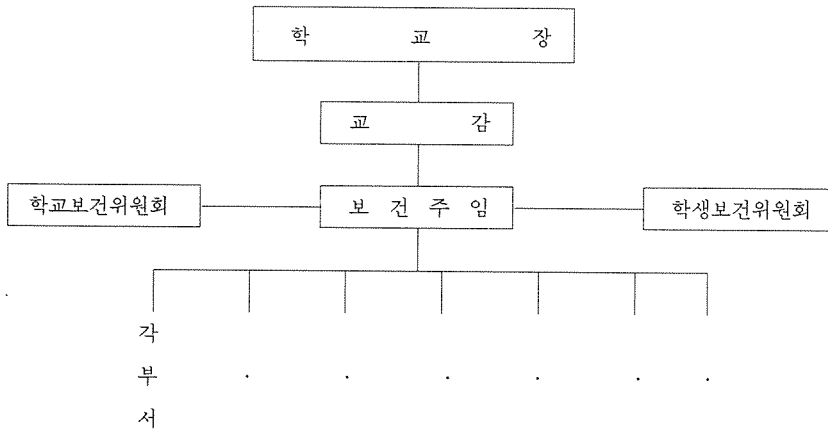 학 교 장
교 감
학교보건위원회 보 건 주 임 학생보건위원회
각
부 . . . . . .
서